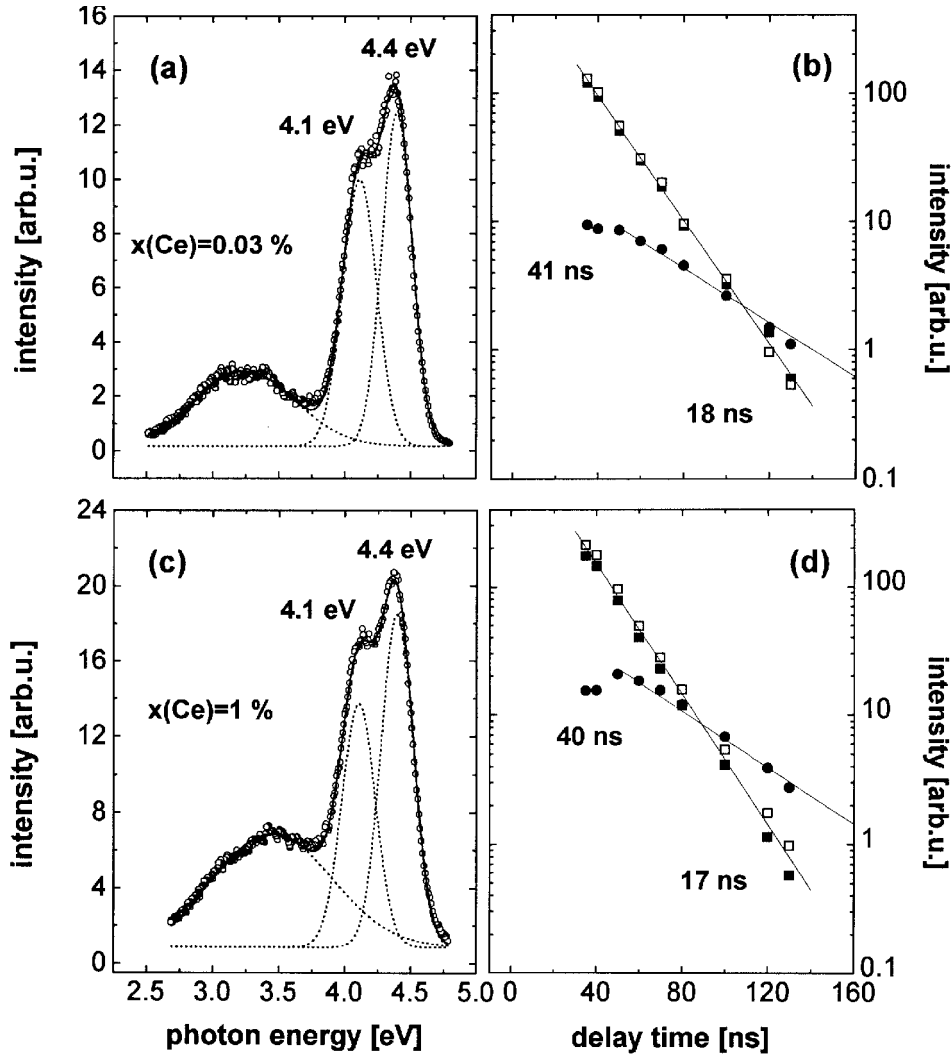 (a)
4.4 eV
4.1 eV
x(Ce)=0.03 %
intensity [arb.u.]
16
14
12
10
8
6
4
2
0
(b)
41 ns
18 ns
100
10
1
0.1
intensity [arb.u.]
(c)
4.4 eV
4.1 eV
x(Ce)=1 %
intensity [arb.u.]
24
20
16
12
8
4
0
2.5 3.0 3.5 4.0 4.5 5.0
photon energy [eV]
(d)
40 ns
17 ns
100
10
1
0.1
intensity [arb.u.]
0 40 80 120 160
delay time [ns]